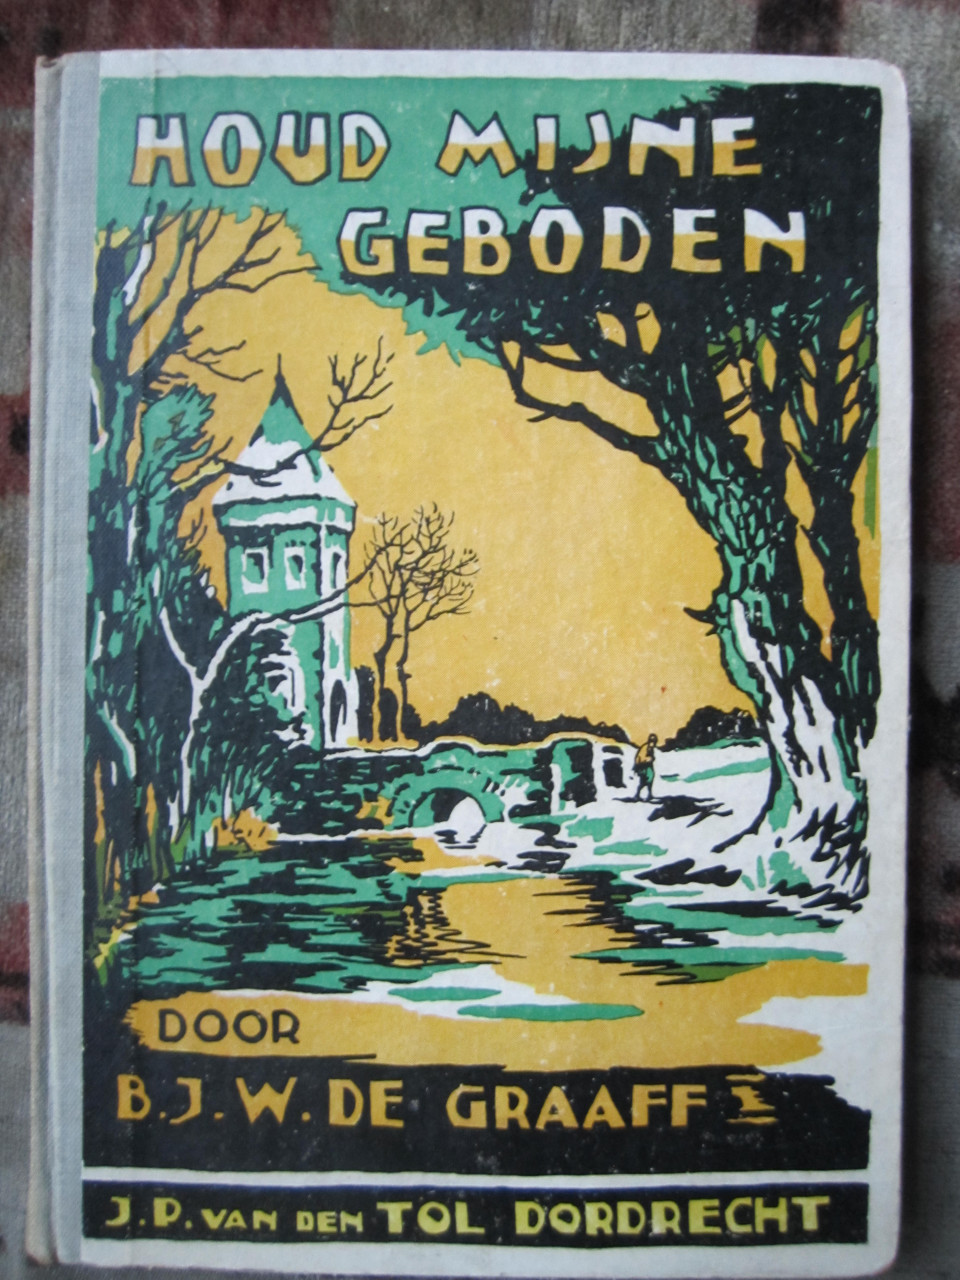 HOUD MIJNE
GEBODEN
DOOR
B.J.W. DE GRAAFF
J.P. VAN DEN TOL DORDRECHT